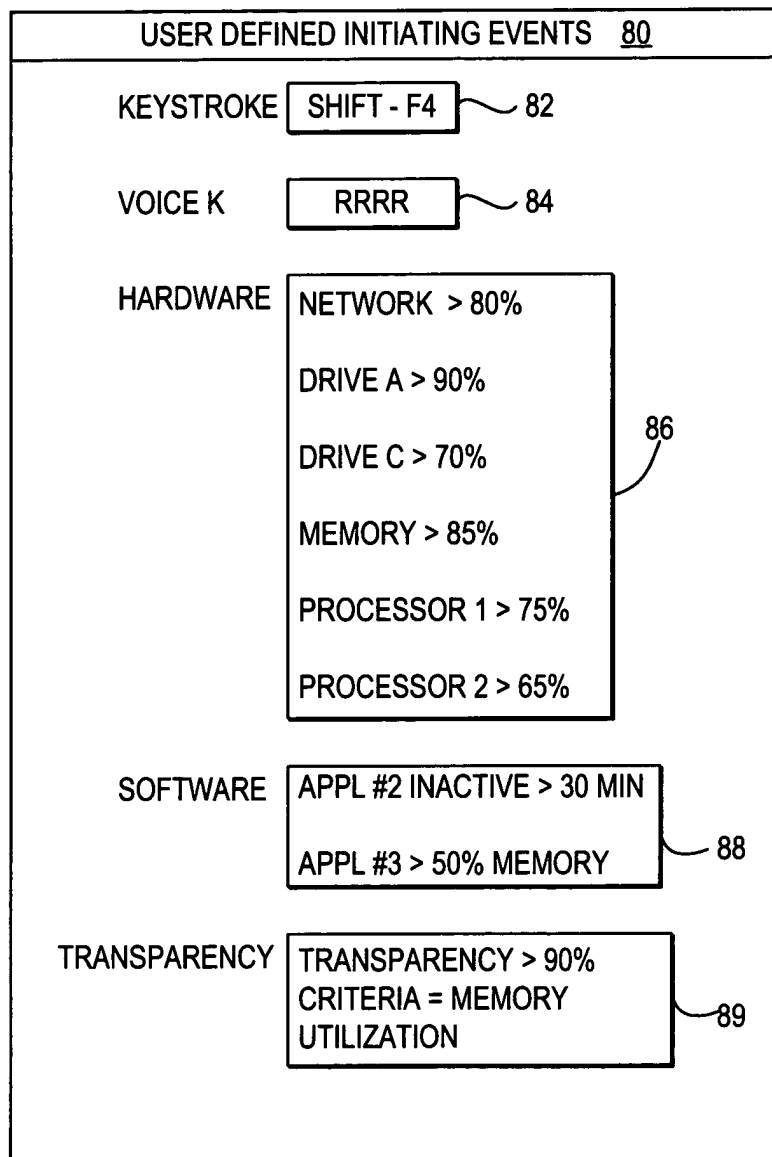 USER DEFINED INITIATING EVENTS 80
KEYSTROKE SHIFT - F4 82
VOICE K RRRR 84
HARDWARE NETWORK > 80%
DRIVE A > 90%
DRIVE C > 70%
86
MEMORY > 85%
PROCESSOR 1 > 75%
PROCESSOR 2 > 65%
SOFTWARE APPL #2 INACTIVE > 30 MIN
APPL #3 > 50% MEMORY 88
TRANSPARENCY TRANSPARENCY > 90%
CRITERIA = MEMORY
UTILIZATION
89